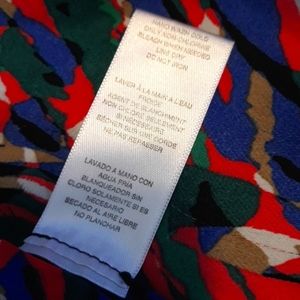 HAND WASH COLD
ONLY NON-CHLORINE
BLEACH WHEN NEEDED
LINE DRY
DO NOT IRON
LAVER À LA MAIN À L'EAU
FROIDE
AGENT DE BLANCHIMENT
NON CHLORÉ SEULEMENT
SI NÉCESSAIRE
SÉCHER SUR UNE CORDE
NE PAS REPASSER
LAVADO A MANO CON
AGUA FRIA
BLANQUEADOR SIN
CLORO SOLAMENTE SI ES
NECESARIO
SECADO AL AIRE LIBRE
NO PLANCHAR